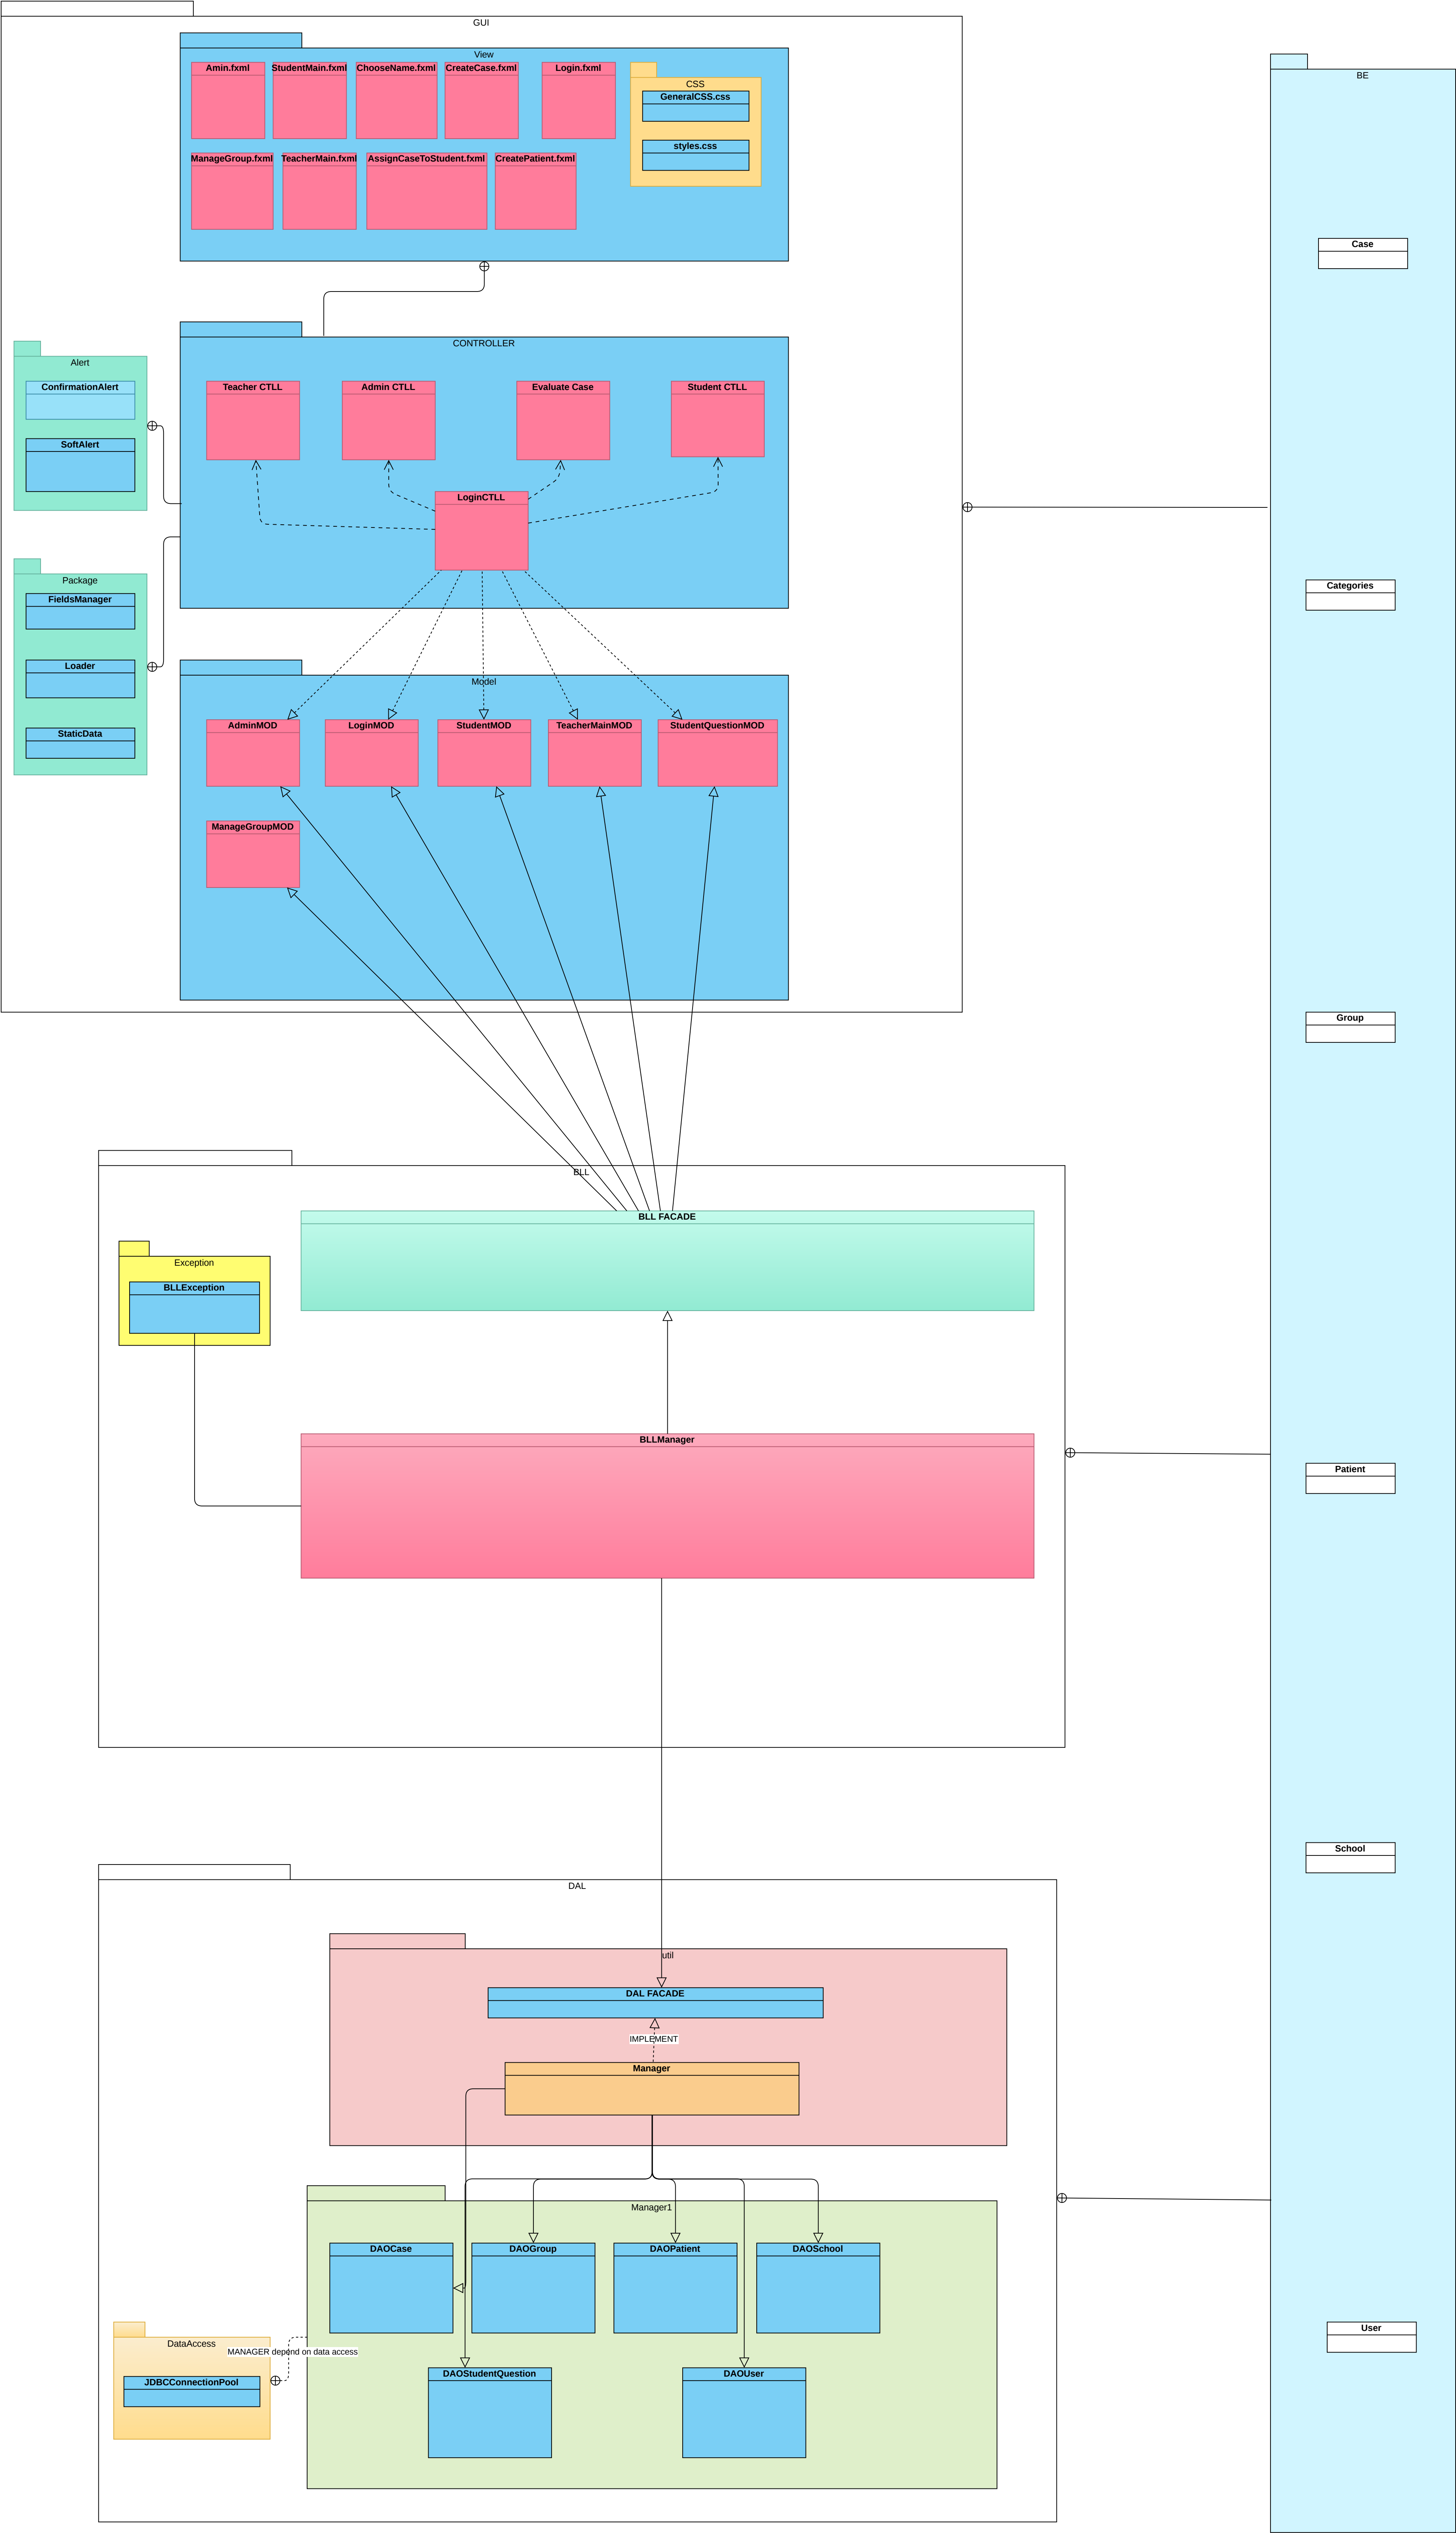 GUI
View
Amin.fxml
StudentMain.fxml
ChooseName.fxml
CreateCase.fxml
Login.fxml
CSS
GeneralCSS.css
styles.css
ManageGroup.fxml
TeacherMain.fxml
AssignCaseToStudent.fxml
CreatePatient.fxml
BE
Case
CONTROLLER
Alert
ConfirmationAlert
SoftAlert
Teacher CTLL
Admin CTLL
Evaluate Case
Student CTLL
LoginCTLL
Package
FieldsManager
Loader
StaticData
Categories
Model
AdminMOD
LoginMOD
StudentMOD
TeacherMainMOD
StudentQuestionMOD
ManageGroupMOD
Group
BLL
BLL FACADE
Exception
BLLException
BLLManager
Patient
School
DAL
util
DAL FACADE
IMPLEMENT
Manager
Manager1
DAOCase
DAOGroup
DAOPatient
DAOSchool
User
DataAccess
MANAGER depend on data access
JDBCConnectionPool
DAOStudentQuestion
DAOUser